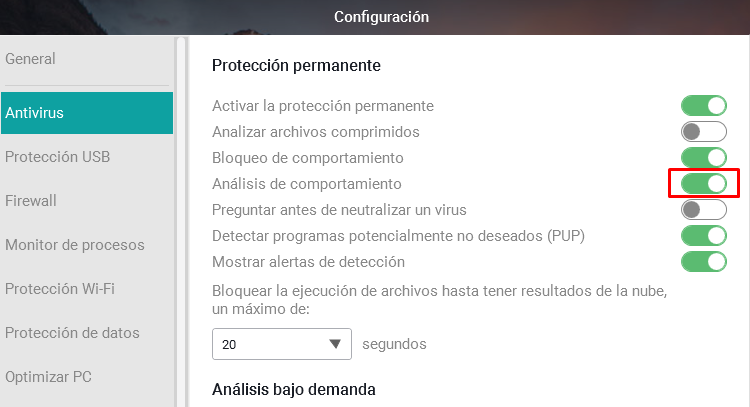 Configuración
General
Antivirus
Protección USB
Firewall
Monitor de procesos
Protección Wi-Fi
Protección de datos
Optimizar PC
Protección permanente
Activar la protección permanente
Analizar archivos comprimidos
Bloqueo de comportamiento
Análisis de comportamiento
Preguntar antes de neutralizar un virus
Detectar programas potencialmente no deseados (PUP)
Mostrar alertas de detección
Bloquear la ejecución de archivos hasta tener resultados de la nube,
un máximo de:
20 segundos
Análisis bajo demanda